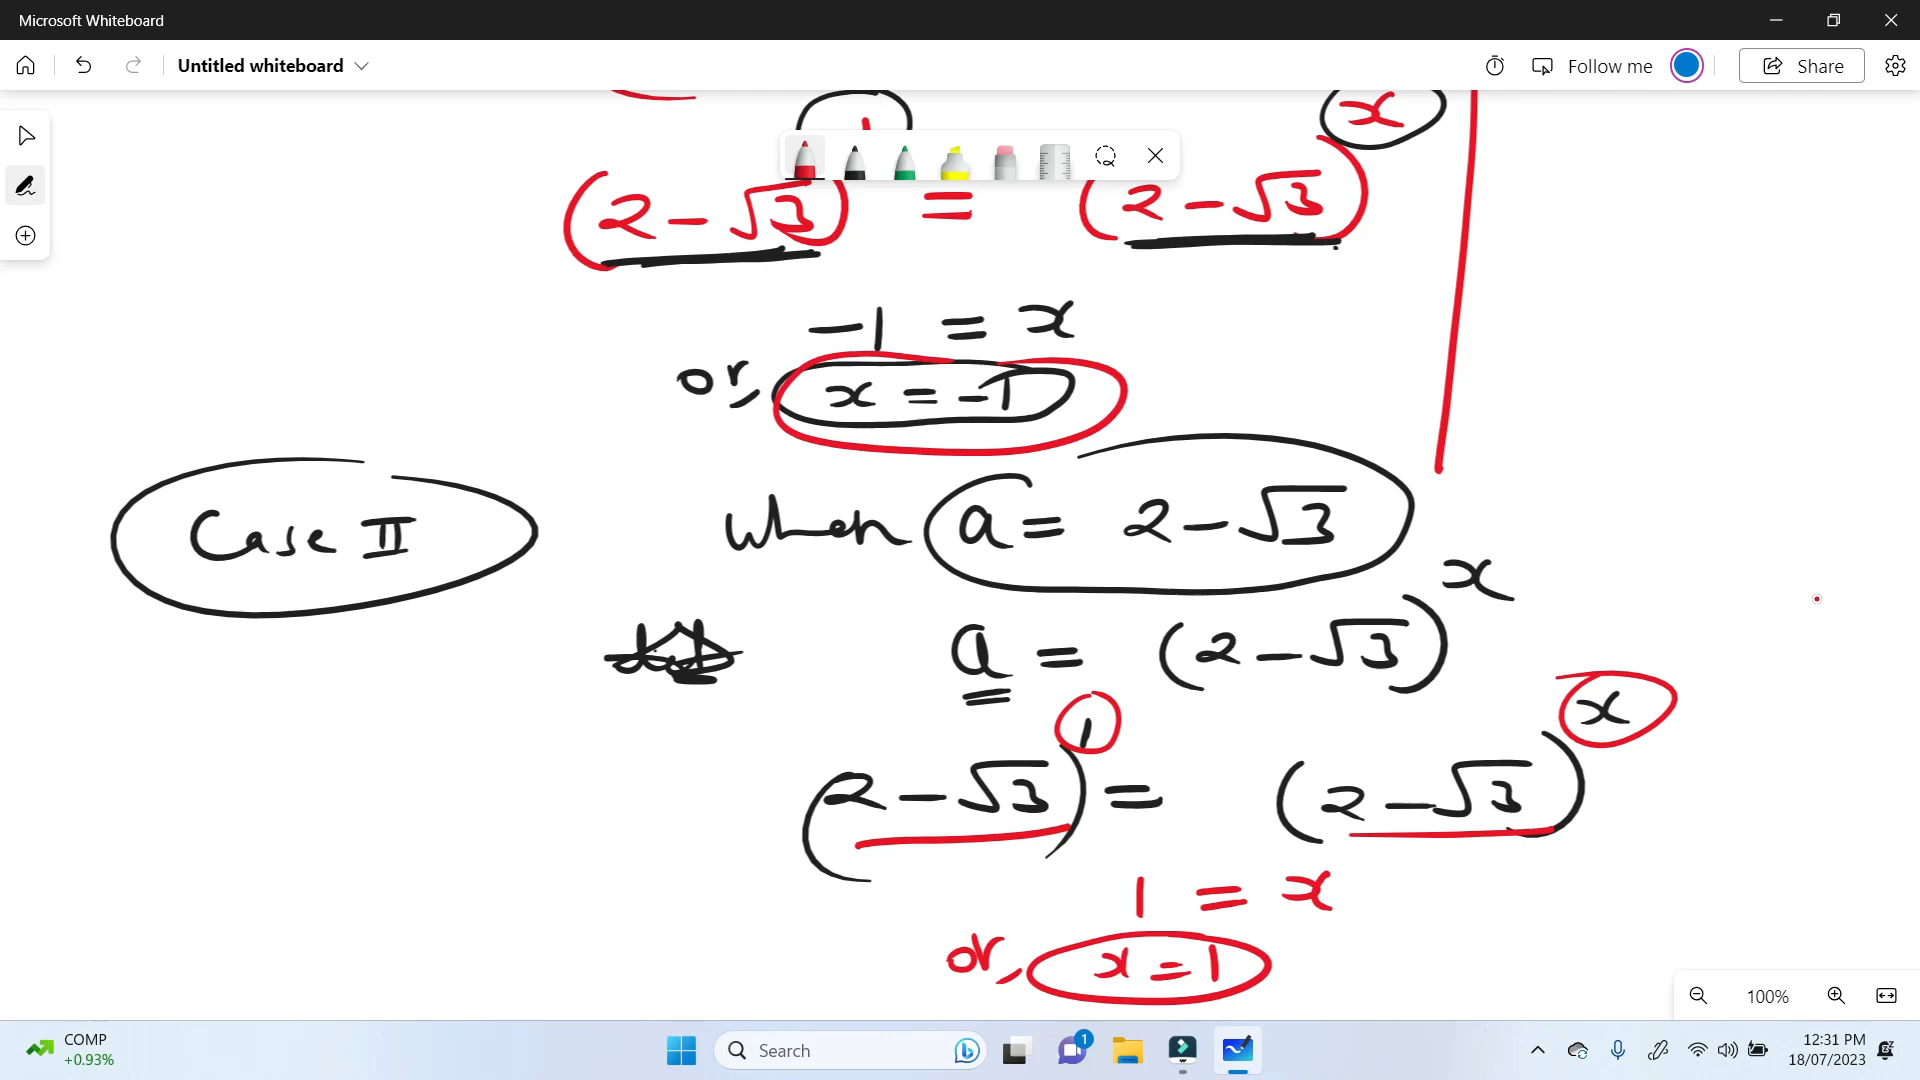 Microsoft Whiteboard
Untitled whiteboard
Follow me
Share
x
(2-√3) = (2-√3)
-1 = x
or, x = -1
Case II
when a = 2-√3
a = (2-√3)^x
(2-√3)^1 = (2-√3)^x
1 = x
or, x = 1
100%
COMP
+0.93%
Search
1
12:31 PM
18/07/2023